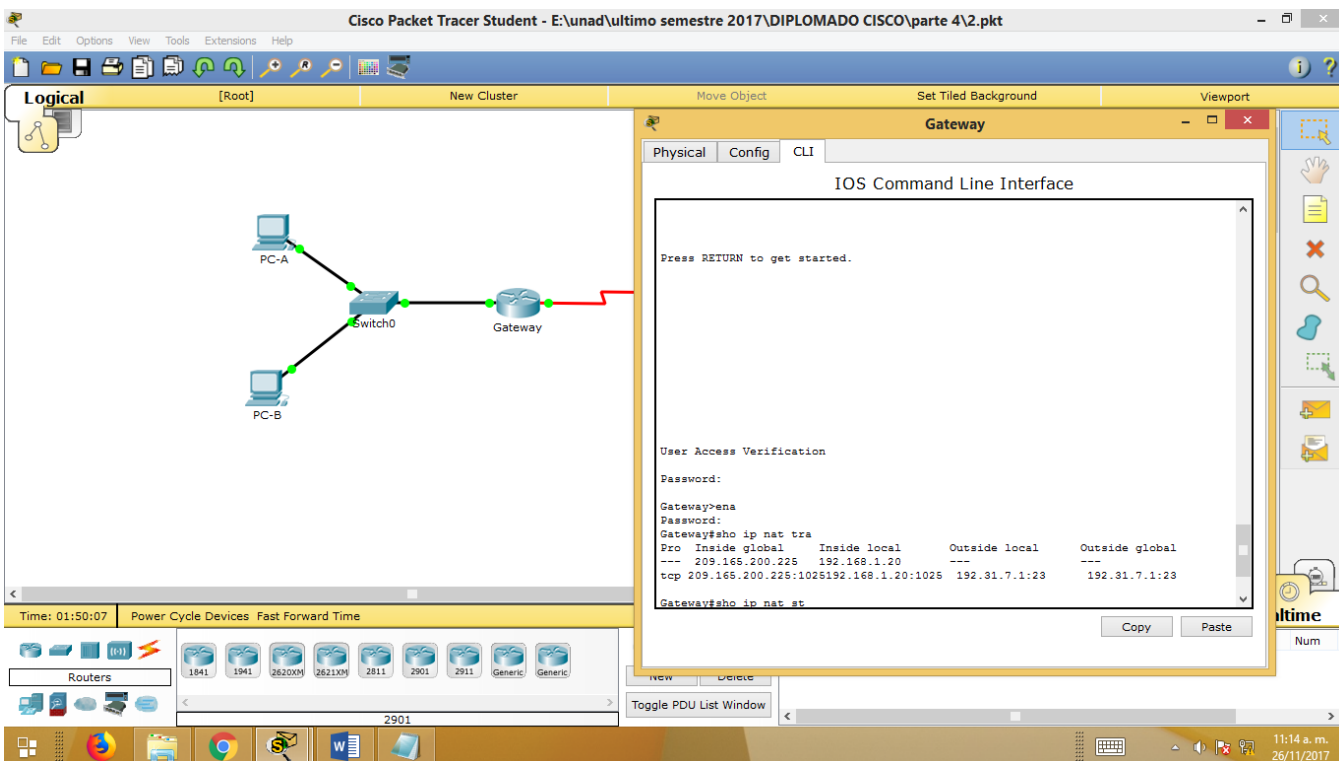 Cisco Packet Tracer Student - E:\unad\ultimo semestre 2017\DIPLOMADO CISCO\parte 4\2.pkt
File Edit Options View Tools Extensions Help
Logical [Root] New Cluster Move Object Set Tiled Background Viewport
Gateway
Physical Config CLI
IOS Command Line Interface
Press RETURN to get started.
PC-A
Switch0
Gateway
PC-B
User Access Verification
Password:
Gateway>ena
Password:
Gateway#sho ip nat tra
Pro Inside global Inside local Outside local Outside global
--- 209.165.200.225 192.168.1.20 --- ---
tcp 209.165.200.225:1025192.168.1.20:1025 192.31.7.1:23 192.31.7.1:23
Gateway#sho ip nat st
Copy Paste
Time: 01:50:07 Power Cycle Devices Fast Forward Time
ltime
Num
Routers
1841 1941 2620XM 2621XM 2811 2901 2911 Generic Generic
New Delete
Toggle PDU List Window
2901
11:14 a. m.
26/11/2017